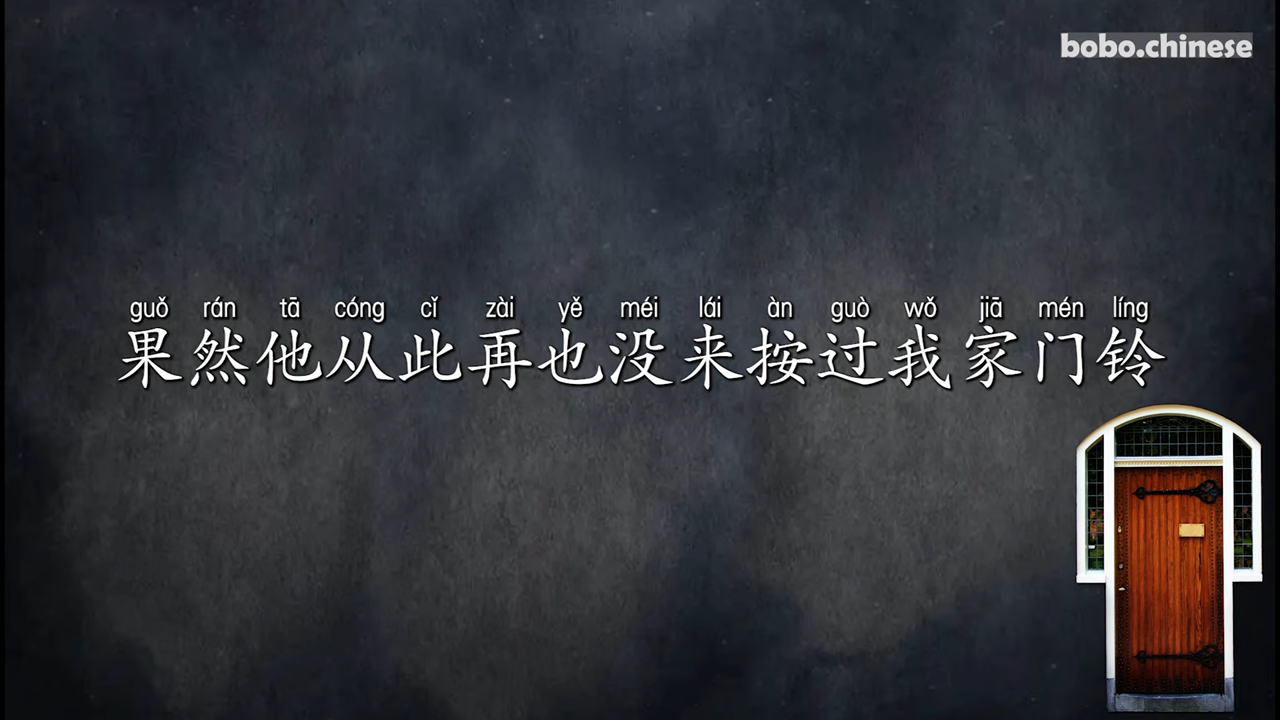 bobo.chinese
guǒ rán tā cóng cǐ zài yě méi lái àn guò wǒ jiā mén líng
果然他从此再也没来按过我家门铃